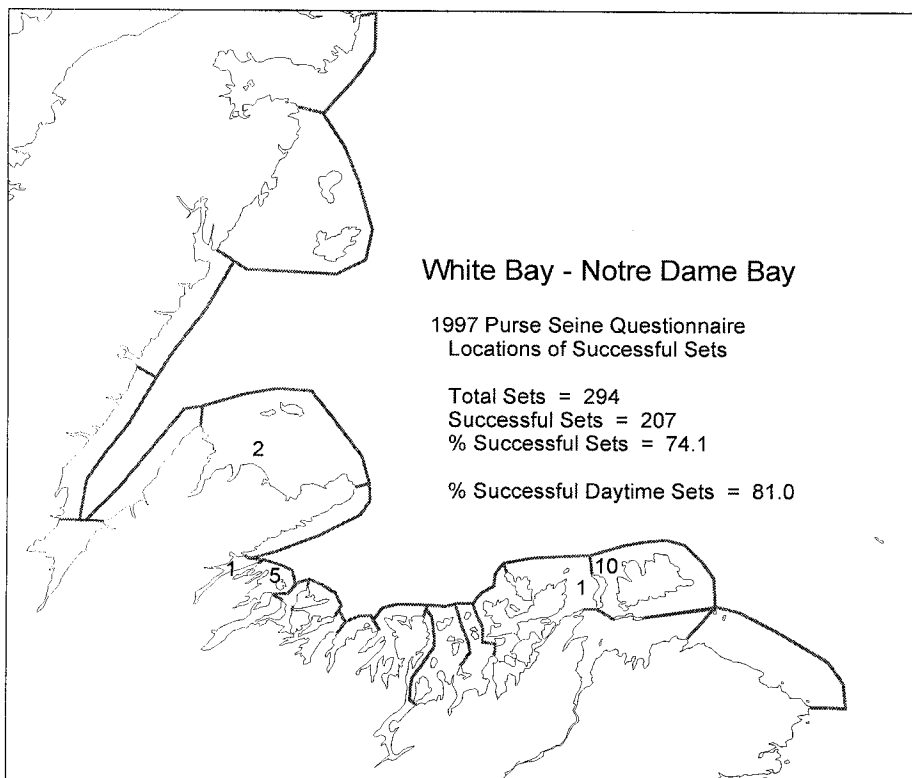 White Bay - Notre Dame Bay
1997 Purse Seine Questionnaire
Locations of Successful Sets
Total Sets = 294
Successful Sets = 207
% Successful Sets = 74.1
% Successful Daytime Sets = 81.0
2
1
5
10
1